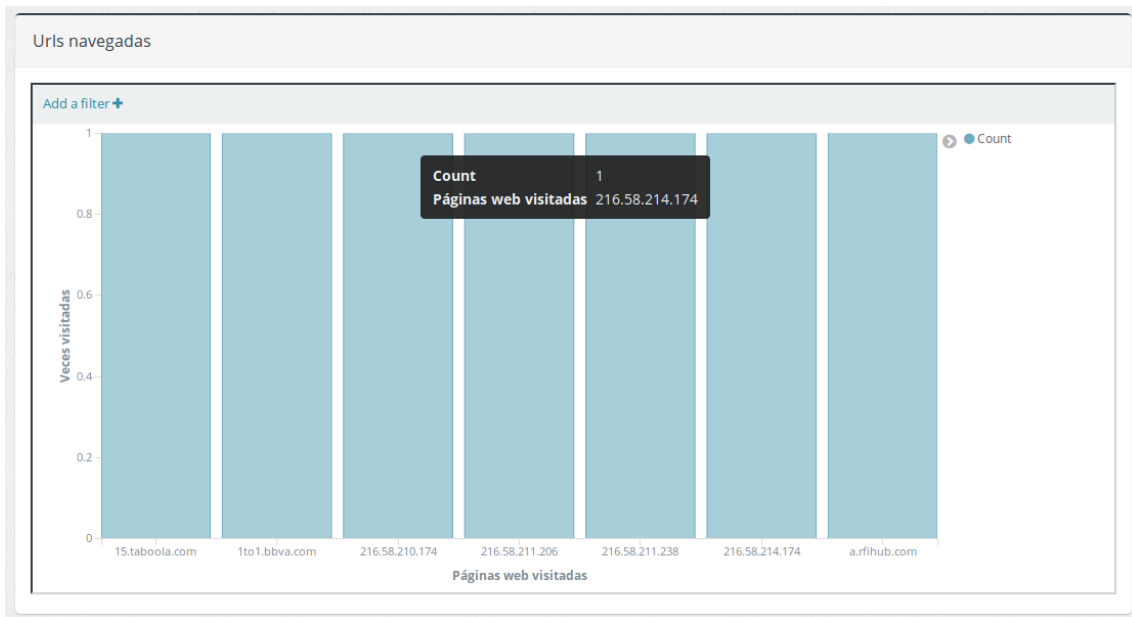 Urls navegadas
Add a filter +
1
Count
Count 1
Páginas web visitadas 216.58.214.174
0.8
0.6
0.4
0.2
0
Veces visitadas
15.taboola.com 1to1.bbva.com 216.58.210.174 216.58.211.206 216.58.211.238 216.58.214.174 a.rfihub.com
Páginas web visitadas